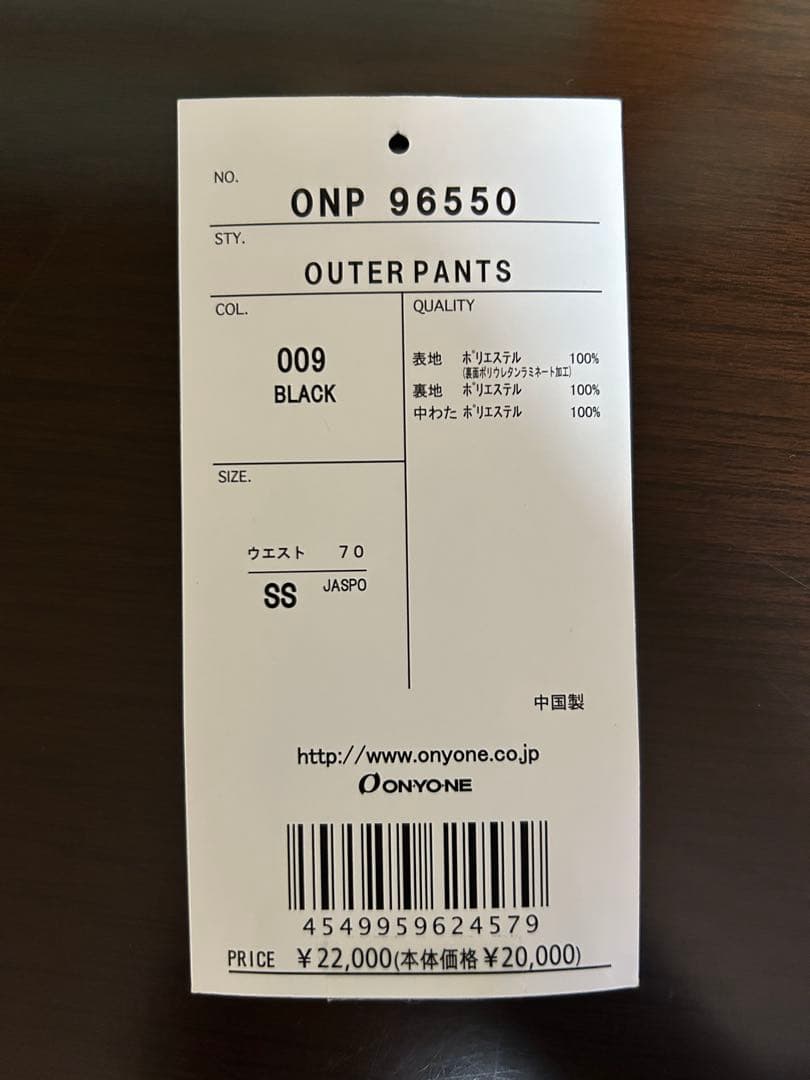 NO.
ONP 96550
STY.
OUTER PANTS
COL.
009
BLACK
QUALITY
表地 ポリエステル 100%
(裏面ポリウレタンラミネート加工)
裏地 ポリエステル 100%
中わた ポリエステル 100%
SIZE.
ウエスト 70
SS JASPO
中国製
http://www.onyone.co.jp
ON・YO・NE
4549959624579
PRICE ¥22,000(本体価格¥20,000)